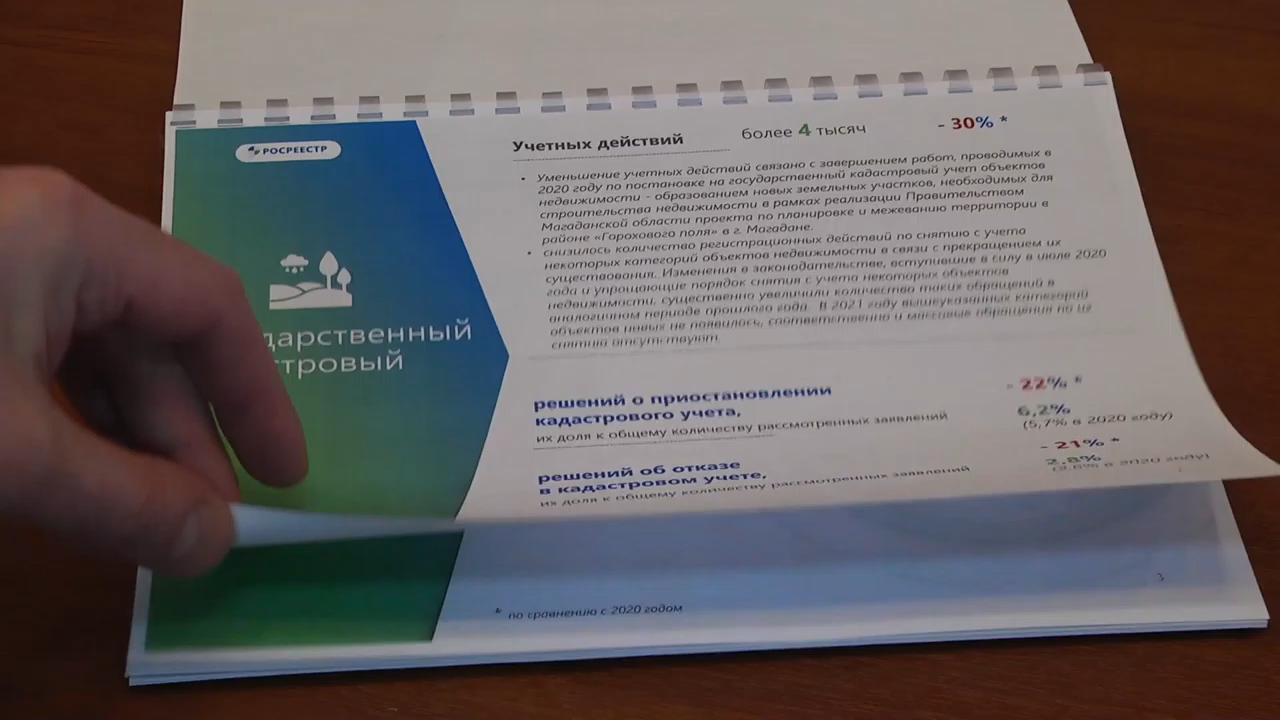 РОСРЕЕСТР
дарственный
тровый
Учетных действий
более 4 тысяч
- 30% *
• Уменьшение учетных действий связано с завершением работ, проводимых в
2020 году по постановке на государственный кадастровый учет объектов
недвижимости - образованием новых земельных участков, необходимых для
строительства недвижимости в рамках реализации Правительством
Магаданской области проекта по планировке и межеванию территории в
районе «Горохового поля» в г. Магадане.
• снизилось количество регистрационных действий по снятию с учета
некоторых категорий объектов недвижимости в связи с прекращением их
существования. Изменения в законодательстве, вступившие в силу в июле 2020
года и упрощающие порядок снятия с учета некоторых объектов
недвижимости, существенно увеличили количество таких обращений в
аналогичном периоде прошлого года. В 2021 году вышеуказанных категорий
объектов новых не появилось, соответственно и массовые обращения по их
снятию отсутствуют.
решений о приостановлении
кадастрового учета,
их доля к общему количеству рассмотренных заявлений
- 22% *
6,2%
(5,7% в 2020 году)
решений об отказе
в кадастровом учете,
их доля к общему количеству рассмотренных заявлений
- 21% *
2,8%
(2,6% в 2020 году)
* по сравнению с 2020 годом
3